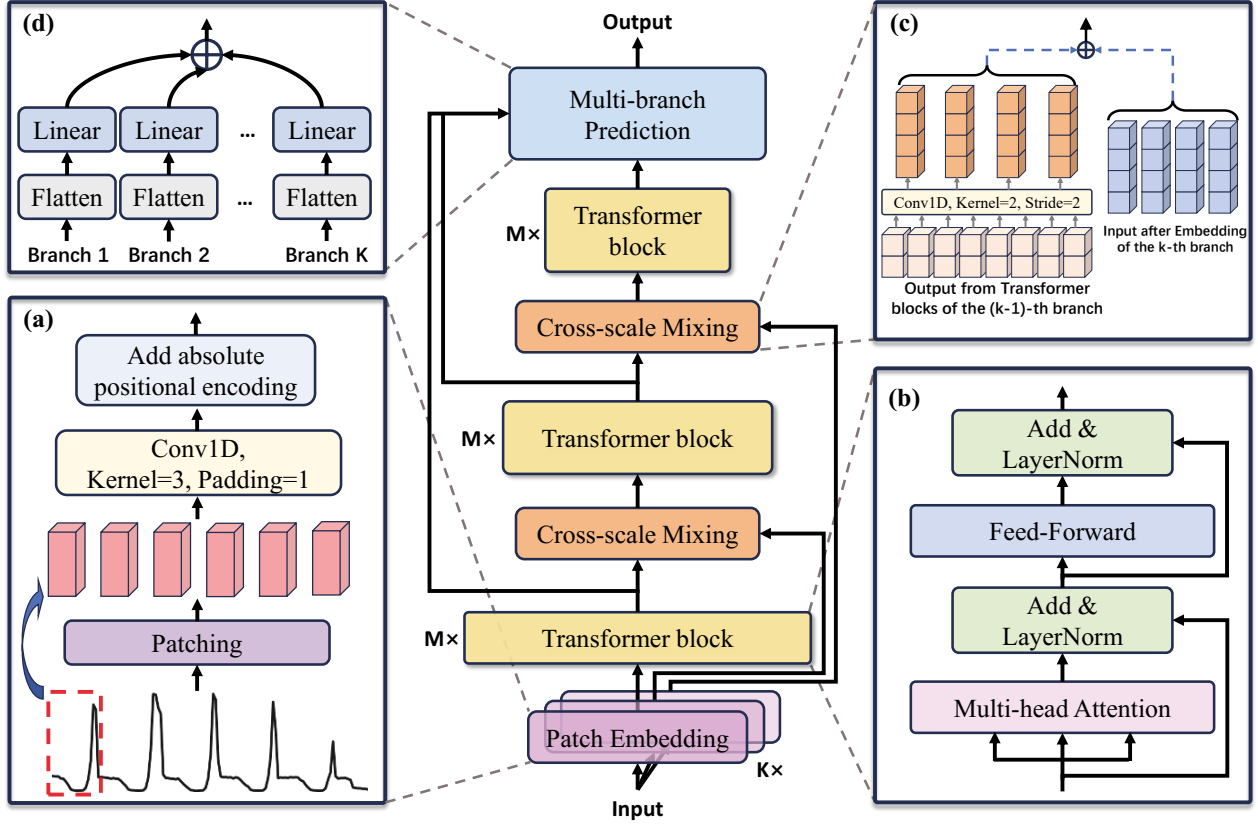 (d)
Linear
Linear
...
Linear
Flatten
Flatten
...
Flatten
Branch 1
Branch 2
Branch K
(a)
Add absolute
positional encoding
Conv1D,
Kernel=3, Padding=1
Patching
Output
Multi-branch
Prediction
M×
Transformer
block
Cross-scale Mixing
M×
Transformer block
Cross-scale Mixing
M×
Transformer block
Patch Embedding
K×
Input
(c)
Conv1D, Kernel=2, Stride=2
Input after Embedding
of the k-th branch
Output from Transformer
blocks of the (k-1)-th branch
(b)
Add &
LayerNorm
Feed-Forward
Add &
LayerNorm
Multi-head Attention